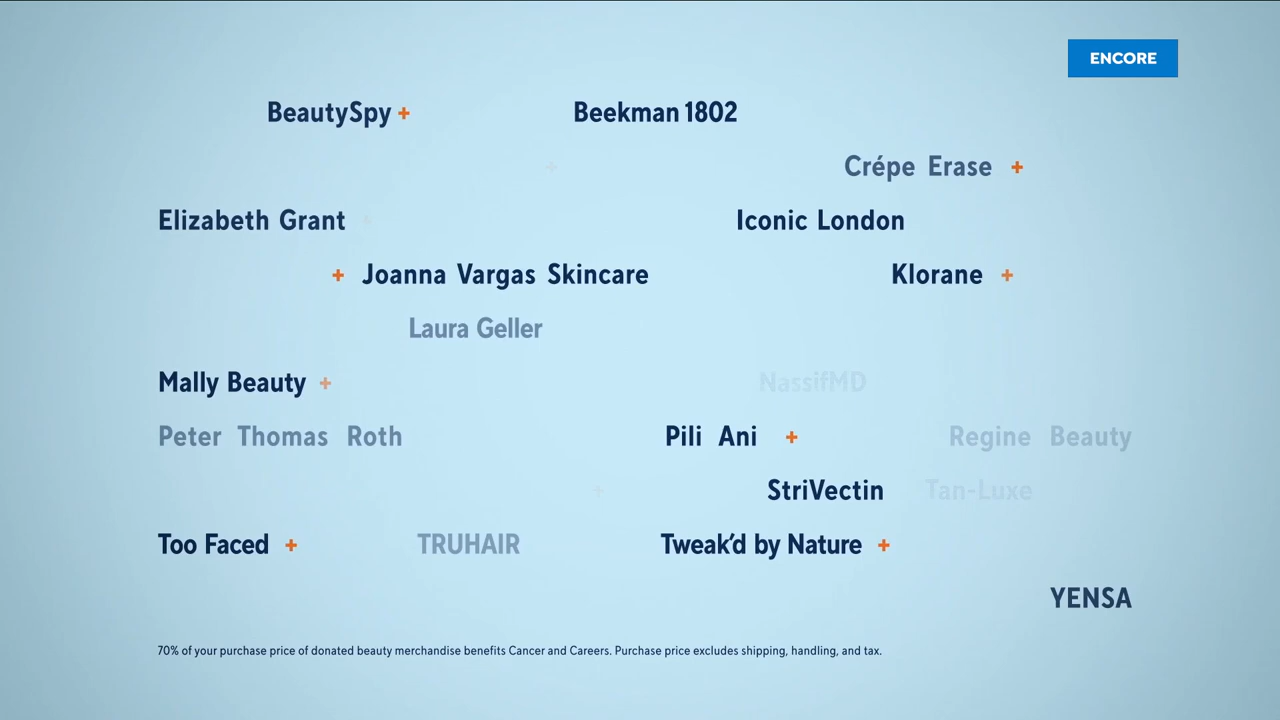 ENCORE
BeautySpy + Beekman 1802
Crépe Erase +
Elizabeth Grant Iconic London
+ Joanna Vargas Skincare Klorane +
Laura Geller
Mally Beauty + NassifMD
Peter Thomas Roth Pili Ani + Regine Beauty
StriVectin Tan-Luxe
Too Faced + TRUHAIR Tweak'd by Nature +
YENSA
70% of your purchase price of donated beauty merchandise benefits Cancer and Careers. Purchase price excludes shipping, handling, and tax.